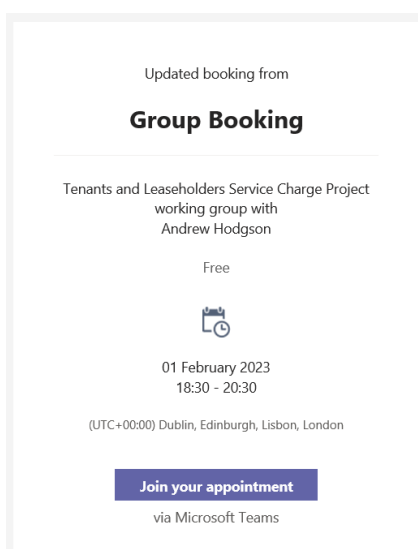 Updated booking from
Group Booking
Tenants and Leaseholders Service Charge Project
working group with
Andrew Hodgson
Free
01 February 2023
18:30 - 20:30
(UTC+00:00) Dublin, Edinburgh, Lisbon, London
Join your appointment
via Microsoft Teams